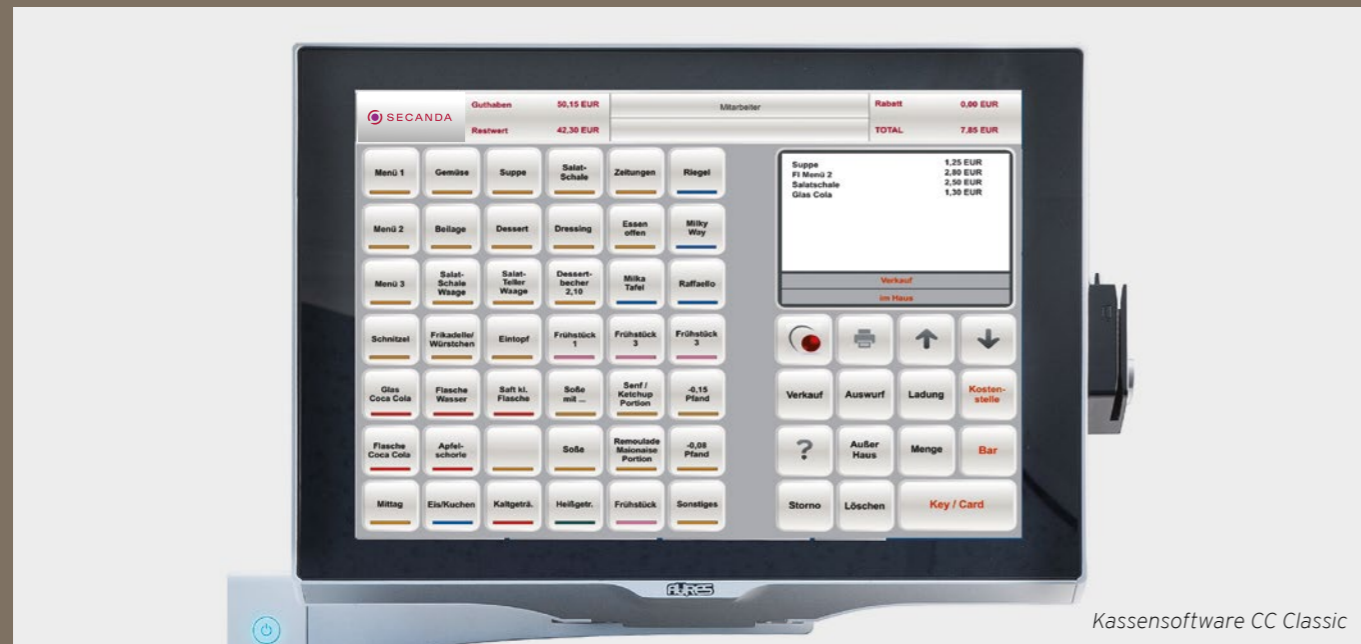 SECANDA
Guthaben 50,15 EUR
Restwert 42,30 EUR
Mitarbeiter
Rabatt 0,00 EUR
TOTAL 7,85 EUR
Menü 1
Gemüse
Suppe
Salat-
Schale
Zeitungen
Riegel
Menü 2
Beilage
Dessert
Dressing
Essen
offen
Milky
Way
Menü 3
Salat-
Schale
Waage
Salat-
Teller
Waage
Dessert-
becher
2,10
Milka
Tafel
Raffaello
Schnitzel
Frikadelle/
Würstchen
Eintopf
Frühstück
1
Frühstück
3
Frühstück
3
Glas
Coca Cola
Flasche
Wasser
Saft kl.
Flasche
Soße
mit ...
Senf /
Ketchup
Portion
-0,15
Pfand
Flasche
Coca Cola
Apfel-
schorle
Soße
Remoulade
Maionaise
Portion
-0,08
Pfand
Mittag
Eis/Kuchen
Kaltgeträ.
Heißgetr.
Frühstück
Sonstiges
Suppe 1,25 EUR
Fl Menü 2 2,80 EUR
Salatschale 2,50 EUR
Glas Cola 1,30 EUR
Verkauf
im Haus
Verkauf
Auswurf
Ladung
Kosten-
stelle
?
Außer
Haus
Menge
Bar
Storno
Löschen
Key / Card
AURES
Kassensoftware CC Classic